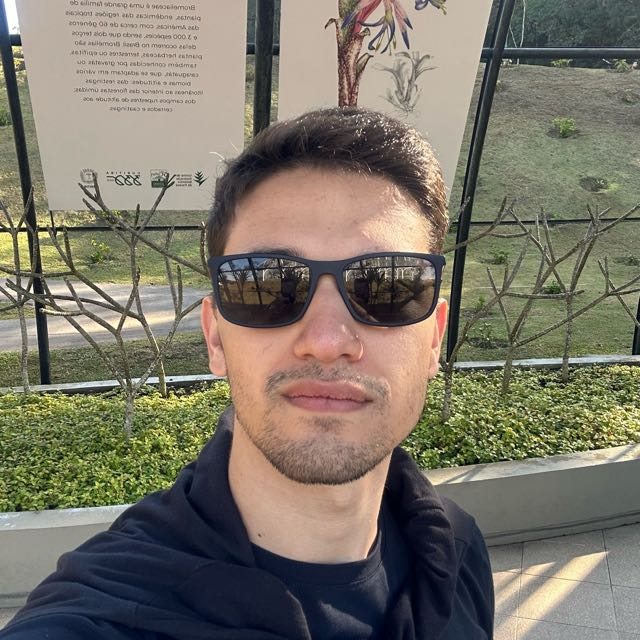 Bromeliaceae é uma grande família de
plantas, endêmicas das regiões tropicais
das Américas, com cerca de 60 gêneros
e 3.000 espécies, sendo que dois terços
delas ocorrem no Brasil. Bromélias são
plantas terrestres, herbáceas ou epífitas,
também conhecidas por gravatás ou
caraguatás, que se adaptam em vários
biomas e altitudes: das restingas
litorâneas ao interior das florestas úmidas;
dos campos rupestres de altitude aos
cerrados e caatingas.
CURITIBA